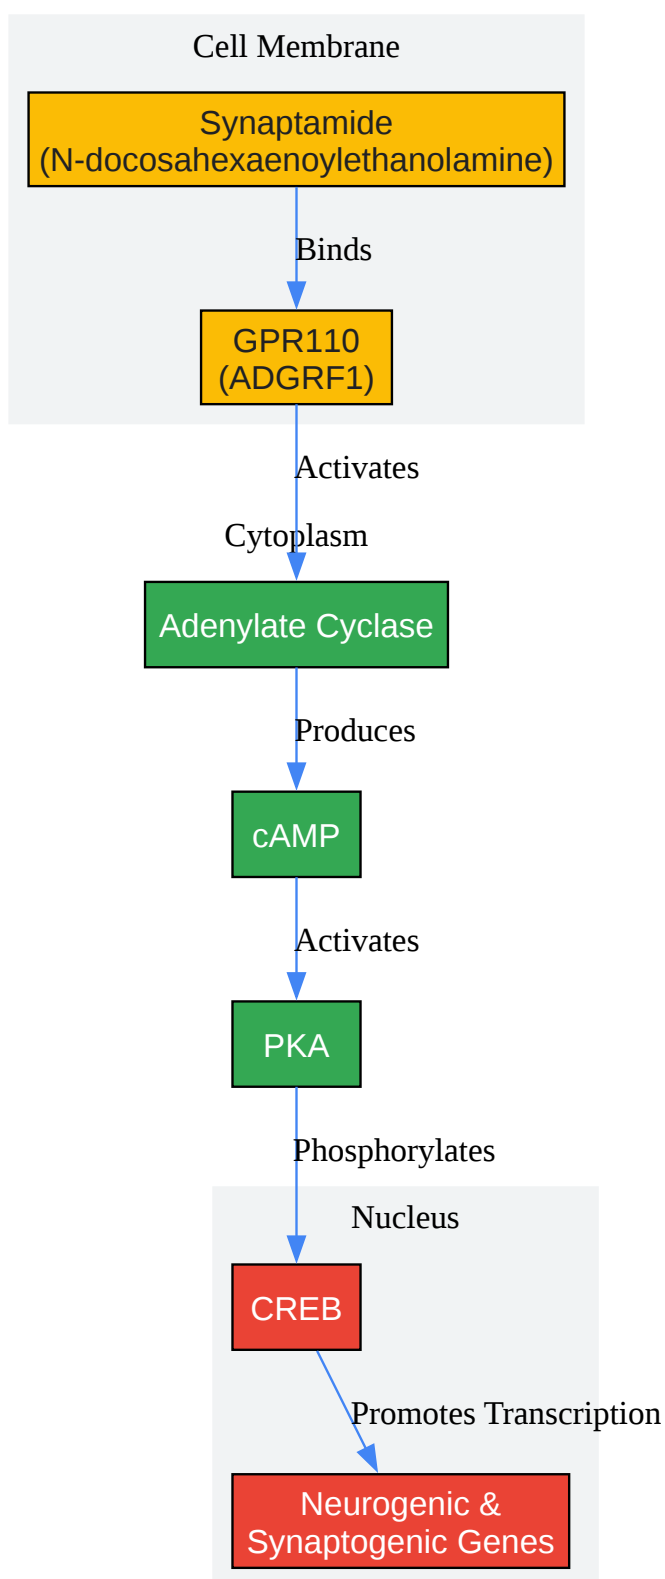 Cell Membrane
Synaptamide
(N-docosahexaenoylethanolamine)
Binds
GPR110
(ADGRF1)
Activates
Cytoplasm
Adenylate Cyclase
Produces
cAMP
Activates
PKA
Phosphorylates
Nucleus
CREB
Promotes Transcription
Neurogenic &
Synaptogenic Genes